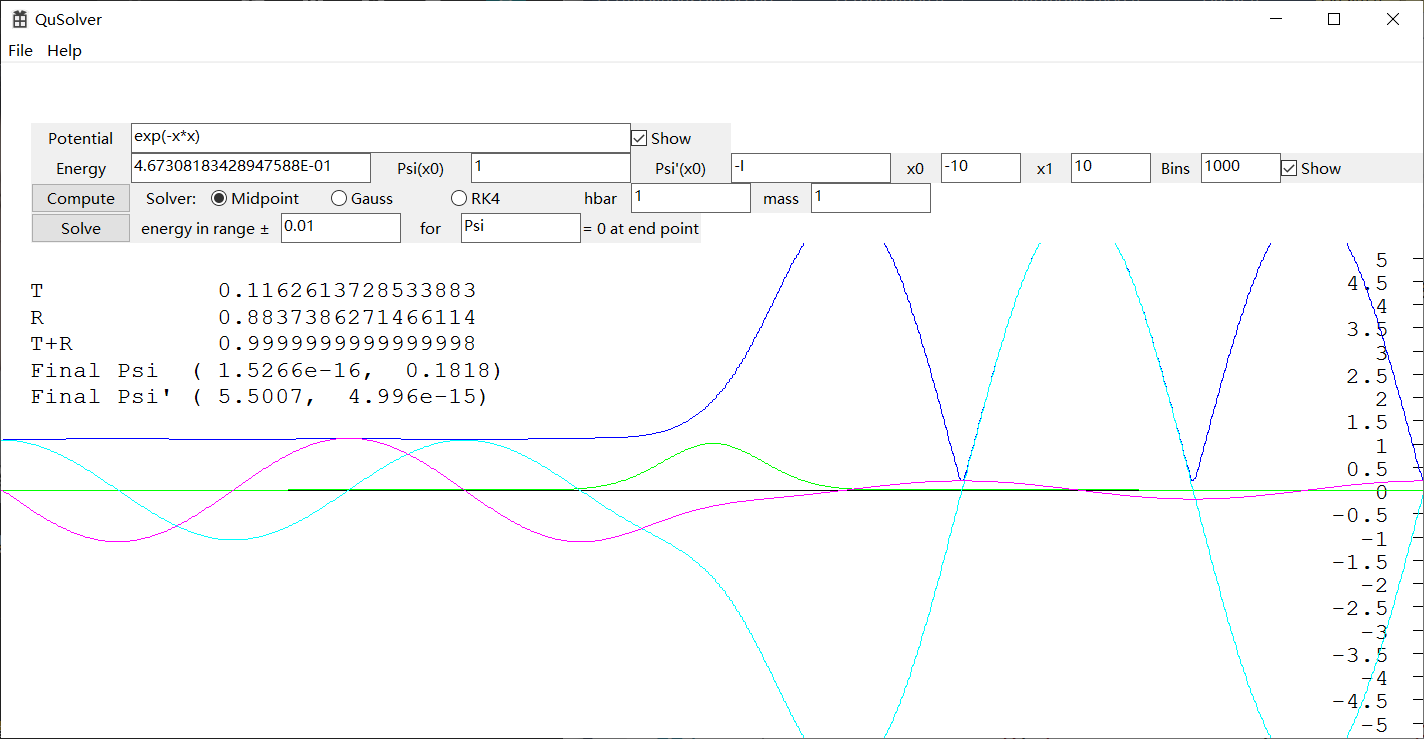 QuSolver
File Help
Potential exp(-x*x) Show
Energy 4.67308183428947588E-01 Psi(x0) 1 Psi'(x0) -I x0 -10 x1 10 Bins 1000 Show
Compute Solver: Midpoint Gauss RK4 hbar 1 mass 1
Solve energy in range ± 0.01 for Psi = 0 at end point
T 0.1162613728533883
R 0.8837386271466114
T+R 0.9999999999999998
Final Psi ( 1.5266e-16, 0.1818)
Final Psi' ( 5.5007, 4.996e-15)
5
4.5
4
3.5
3
2.5
2
1.5
1
0.5
0
-0.5
-1
-1.5
-2
-2.5
-3
-3.5
-4
-4.5
-5